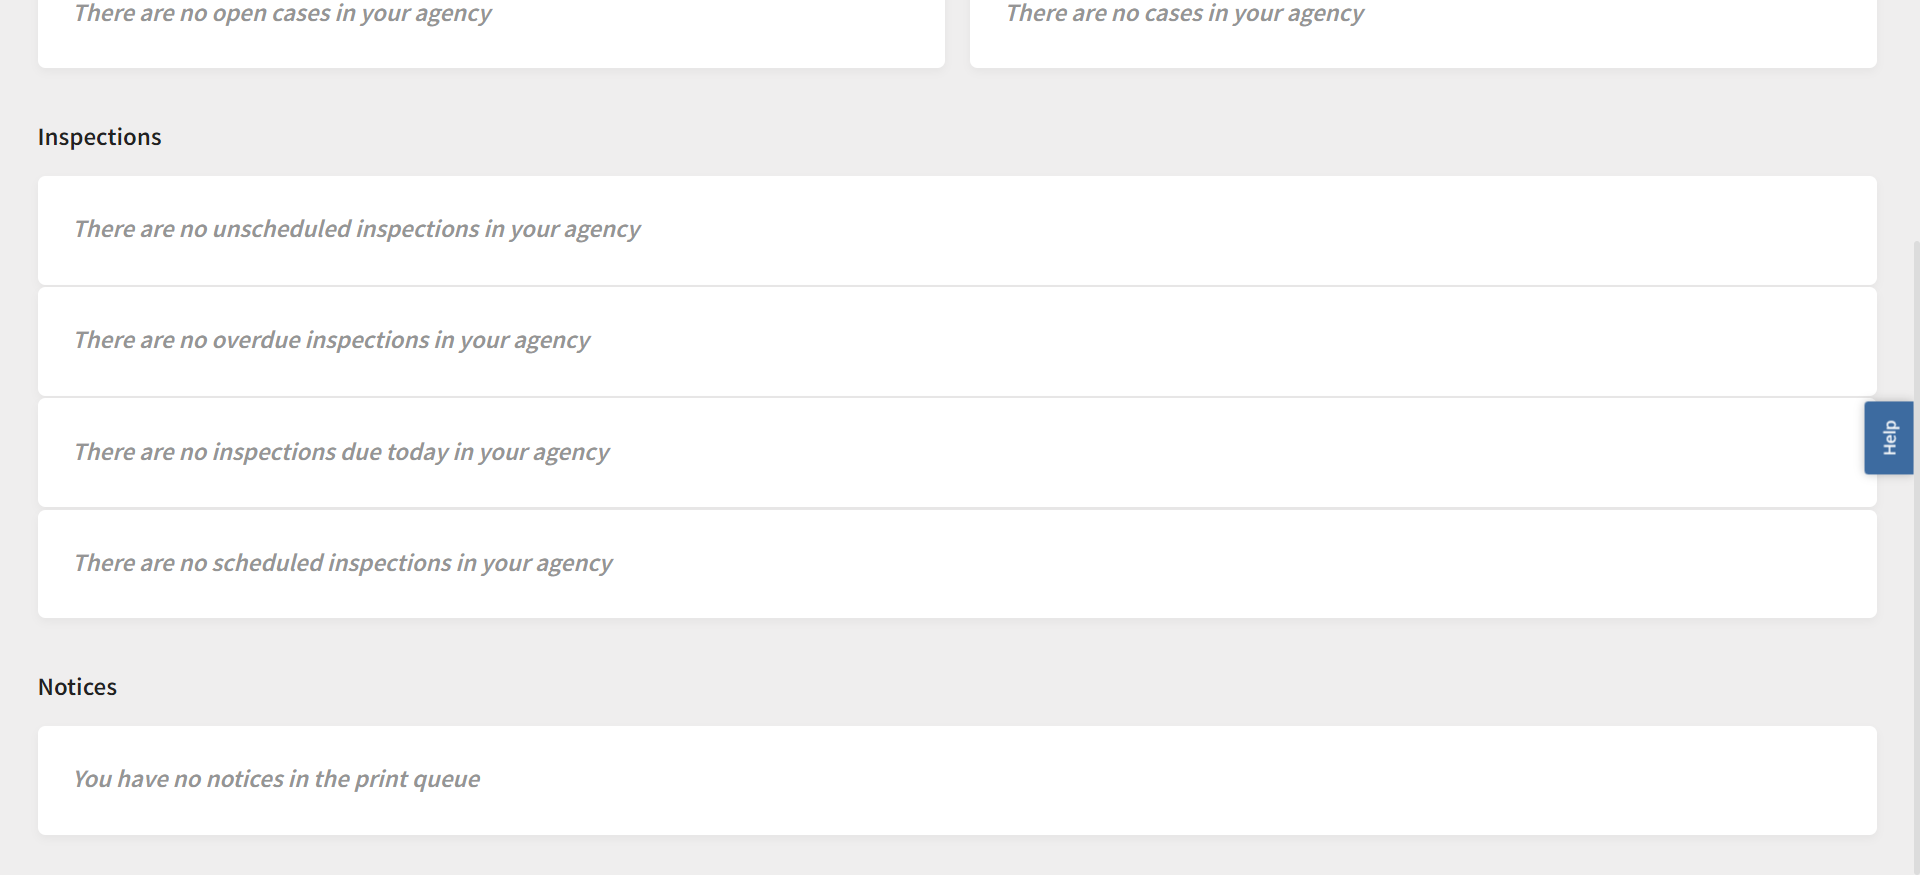 There are no open cases in your agency
There are no cases in your agency
Inspections
There are no unscheduled inspections in your agency
There are no overdue inspections in your agency
There are no inspections due today in your agency
Help
There are no scheduled inspections in your agency
Notices
You have no notices in the print queue